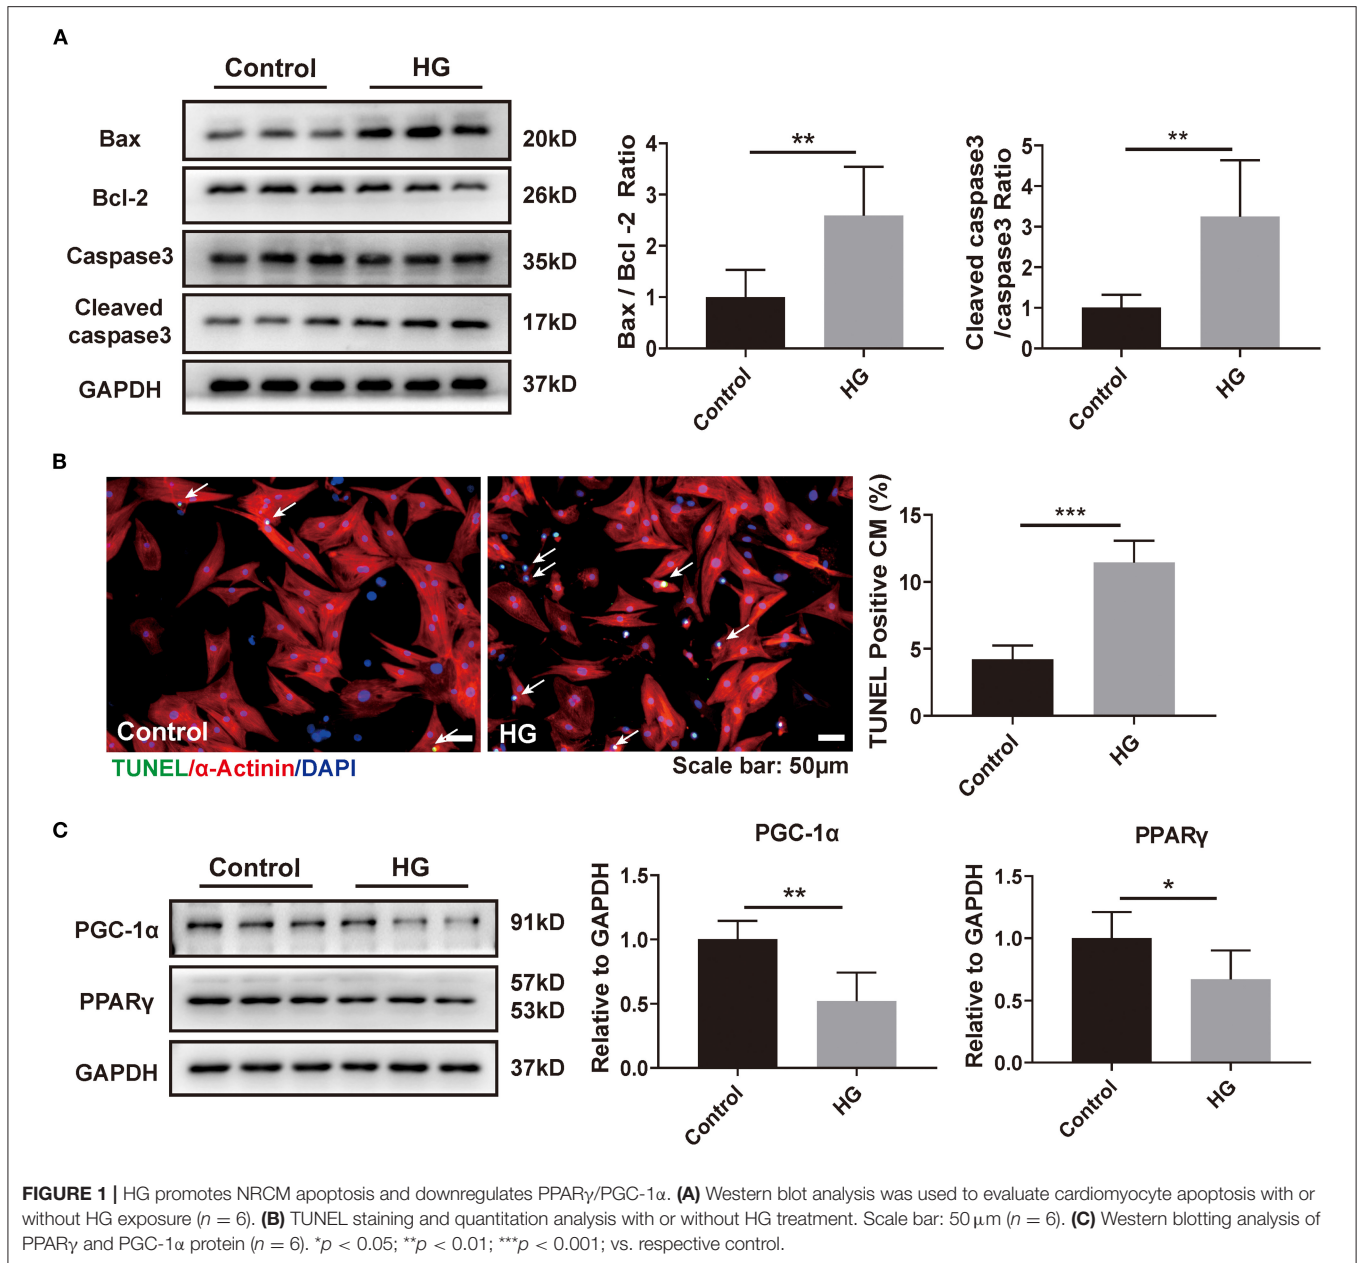 A
Control HG
Bax 20kD
Bcl-2 26kD
Caspase3 35kD
Cleaved
caspase3 17kD
GAPDH 37kD
Bax / Bcl -2 Ratio
4
3
2
1
0
**
Control HG
Cleaved caspase3
/caspase3 Ratio
5
4
3
2
1
0
**
Control HG
B
Control
HG
TUNEL/α-Actinin/DAPI
Scale bar: 50μm
TUNEL Positive CM (%)
15
10
5
0
***
Control HG
C
Control HG
PGC-1α 91kD
PPARγ 57kD
53kD
GAPDH 37kD
PGC-1α
Relative to GAPDH
1.5
1.0
0.5
0.0
**
Control HG
PPARγ
Relative to GAPDH
1.5
1.0
0.5
0.0
*
Control HG
FIGURE 1 | HG promotes NRCM apoptosis and downregulates PPARγ/PGC-1α. (A) Western blot analysis was used to evaluate cardiomyocyte apoptosis with or
without HG exposure (n = 6). (B) TUNEL staining and quantitation analysis with or without HG treatment. Scale bar: 50 μm (n = 6). (C) Western blotting analysis of
PPARγ and PGC-1α protein (n = 6). *p < 0.05; **p < 0.01; ***p < 0.001; vs. respective control.